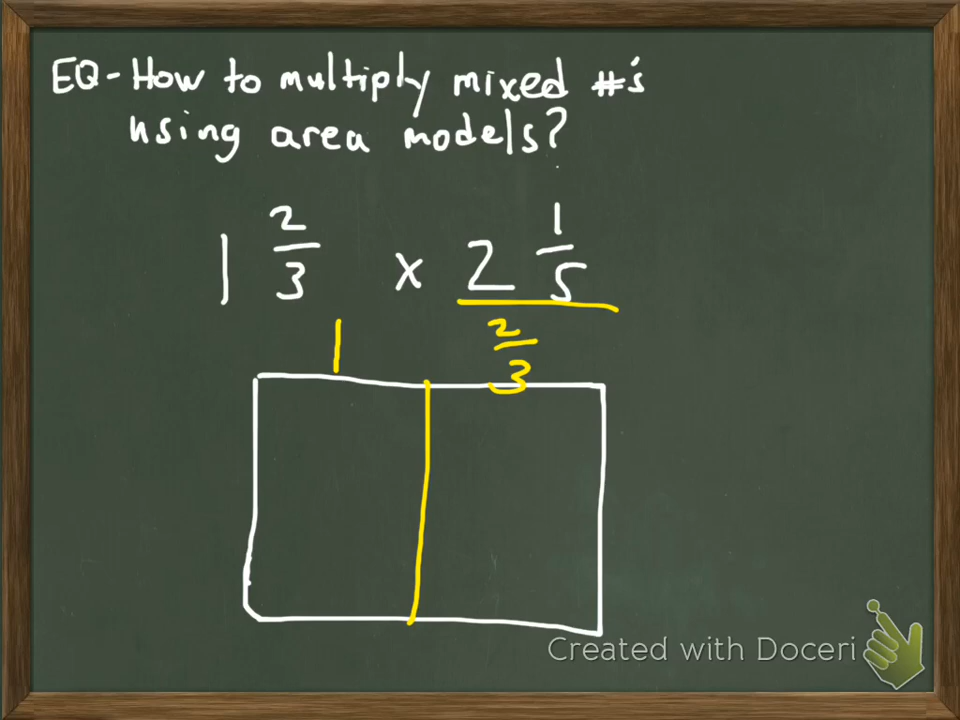 EQ - How to multiply mixed #'s
using area models?
1 2/3 x 2 1/5
1 2/3
Created with Doceri